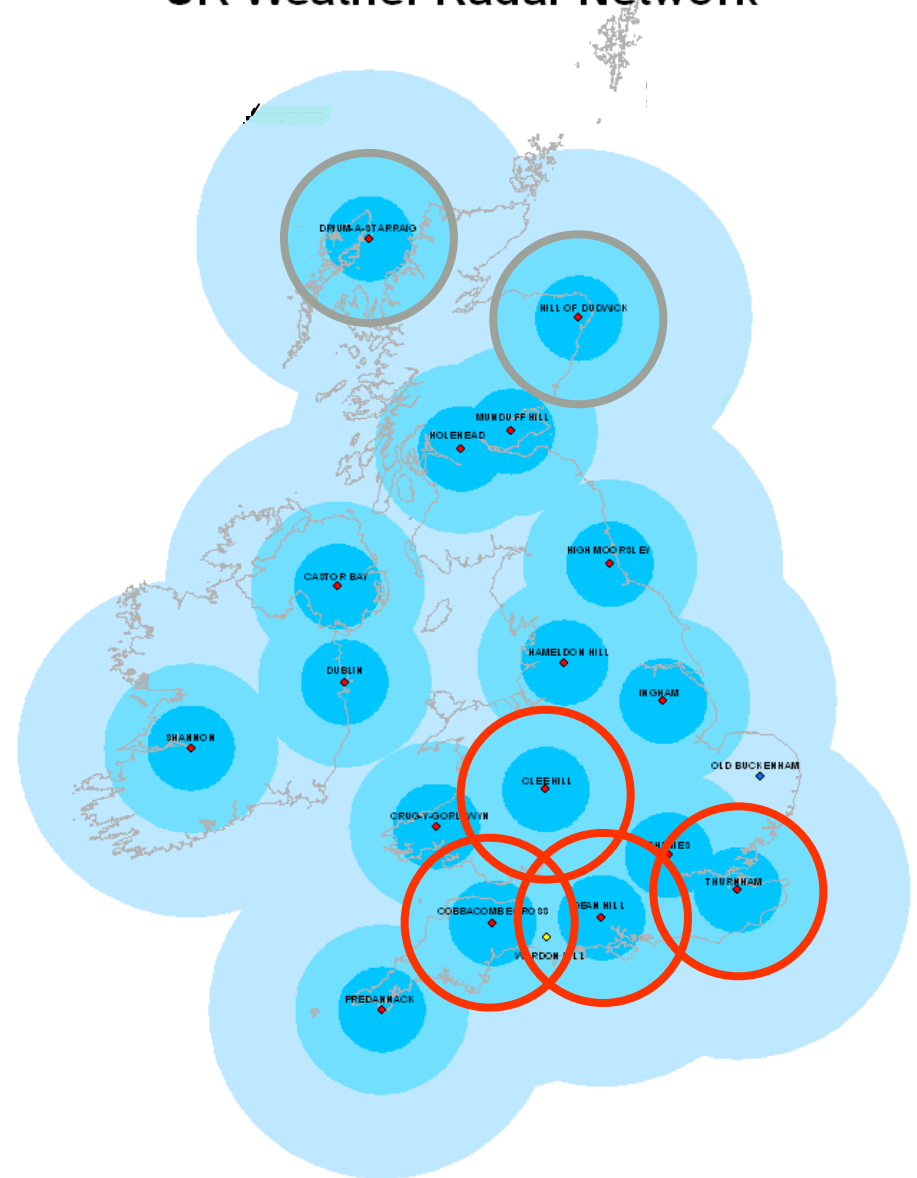 UK Weather Radar Network
DRUIM-A-STARRAIG
HILL OF DUDWICK
MUNDUFF HILL
HOLEHEAD
HIGH MOORSLEY
CASTOR BAY
HAMELDON HILL
DUBLIN
INGHAM
SHANNON
OLD BUCKENHAM
CLEE HILL
CRUG-Y-GORLLWYN
THURNHAM
COBBACOMBE CROSS
DEAN HILL
WARDON HILL
PREDANNACK